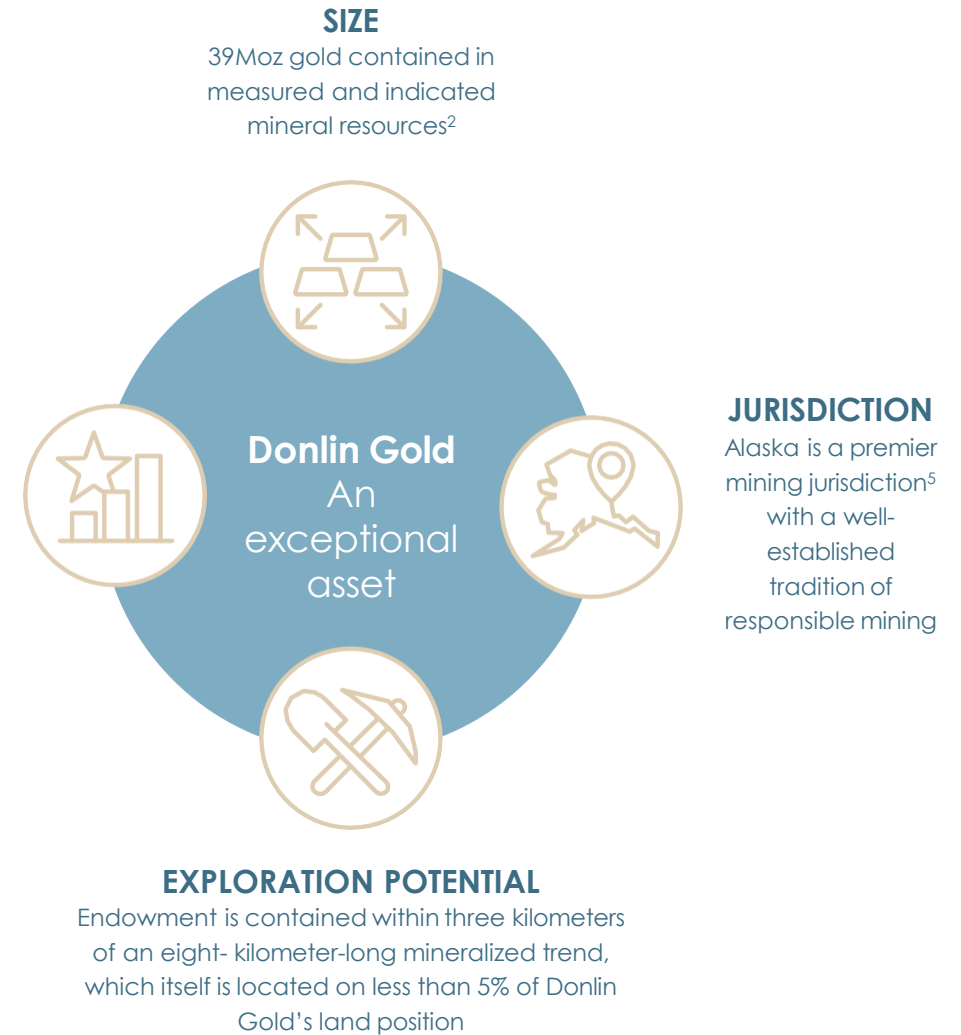 SIZE
39Moz gold contained in
measured and indicated
mineral resources²
Donlin Gold
An
exceptional
asset
JURISDICTION
Alaska is a premier
mining jurisdiction⁵
with a well-
established
tradition of
responsible mining
EXPLORATION POTENTIAL
Endowment is contained within three kilometers
of an eight- kilometer-long mineralized trend,
which itself is located on less than 5% of Donlin
Gold’s land position